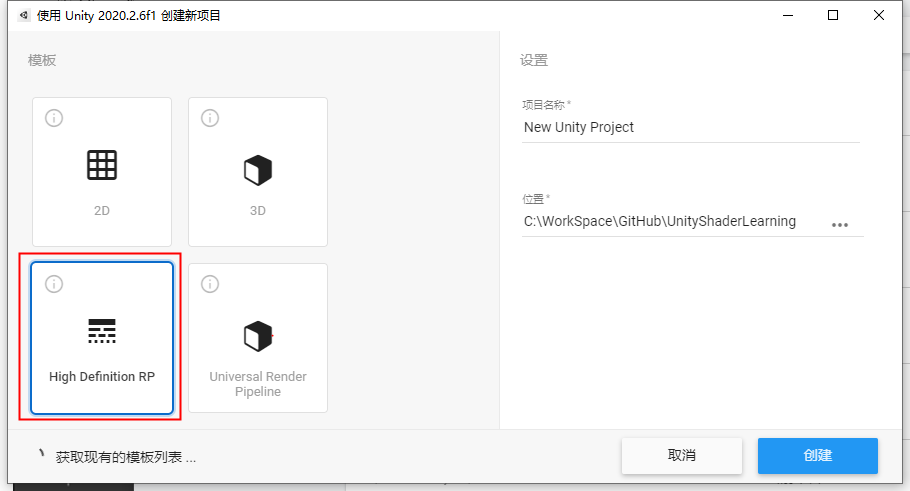 使用 Unity 2020.2.6f1 创建新项目
模板
2D
3D
High Definition RP
Universal Render
Pipeline
获取现有的模板列表 ...
设置
项目名称 *
New Unity Project
位置 *
C:\WorkSpace\GitHub\UnityShaderLearning
取消
创建